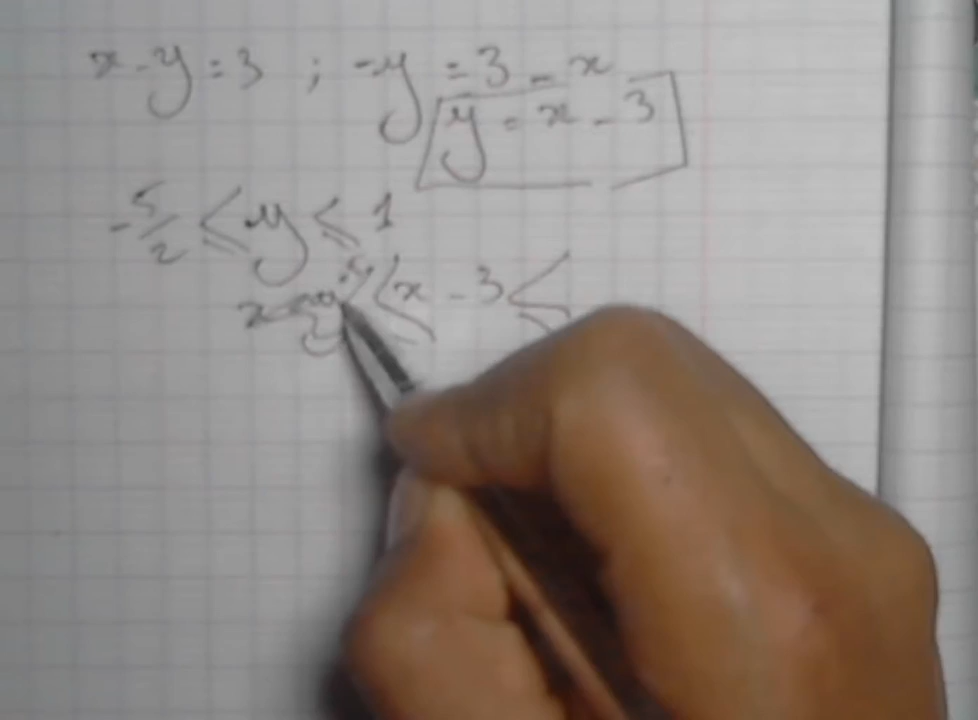 x - y = 3 ; -y = 3 - x
y = x - 3
-5/2 ≤ y ≤ 1
≤ x - 3 ≤